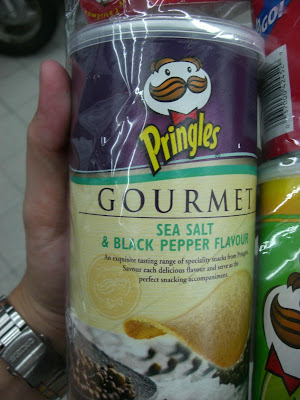 Pringles
GOURMET
SEA SALT
& BLACK PEPPER FLAVOUR
An exquisite tasting range of speciality snacks from Pringles.
Savour each delicious flavour and serve as the
perfect snacking accompaniment.